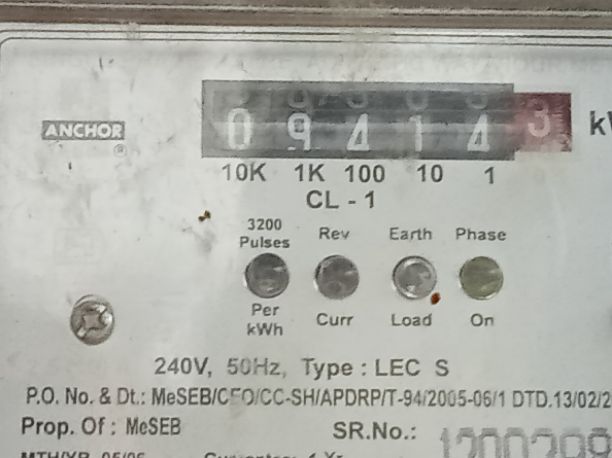 0 9 4 1 4 3
ANCHOR ®
10K 1K 100 10 1
CL - 1
3200 Pulses Rev Earth Phase
Per kWh Curr Load On
240V, 50Hz, Type : LEC S
P.O. No. & Dt.: MeSEB/CFO/CC-SH/APDRP/T-94/2005-06/1 DTD.13/02/2
Prop. Of : MeSEB SR.No.: